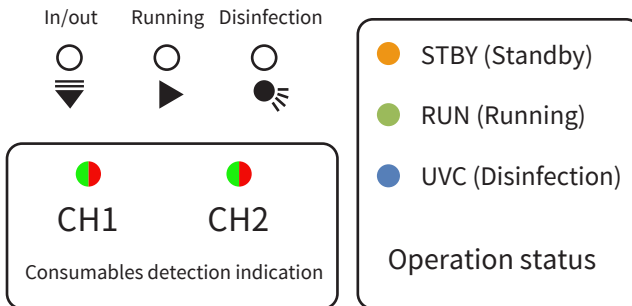 In/out Running Disinfection
CH1 CH2
Consumables detection indication
STBY (Standby)
RUN (Running)
UVC (Disinfection)
Operation status